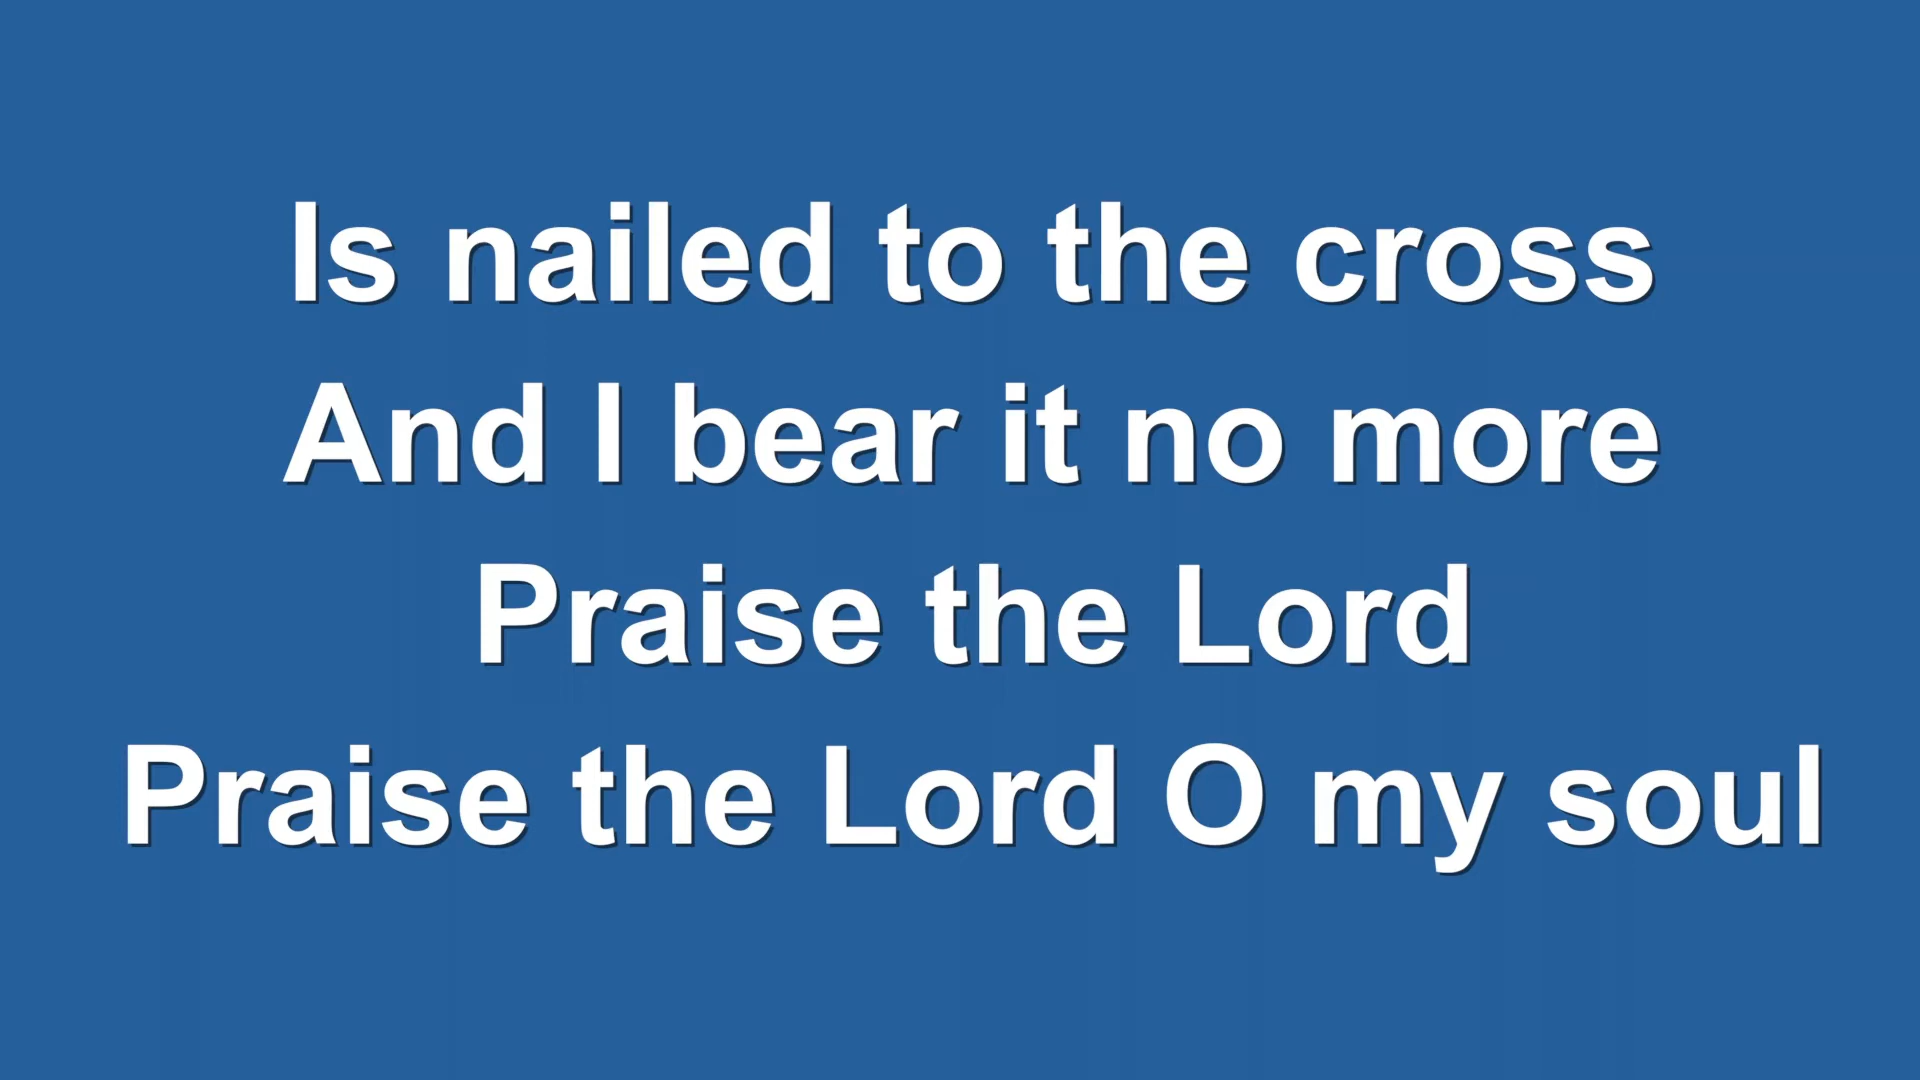 Is nailed to the cross
And I bear it no more
Praise the Lord
Praise the Lord O my soul